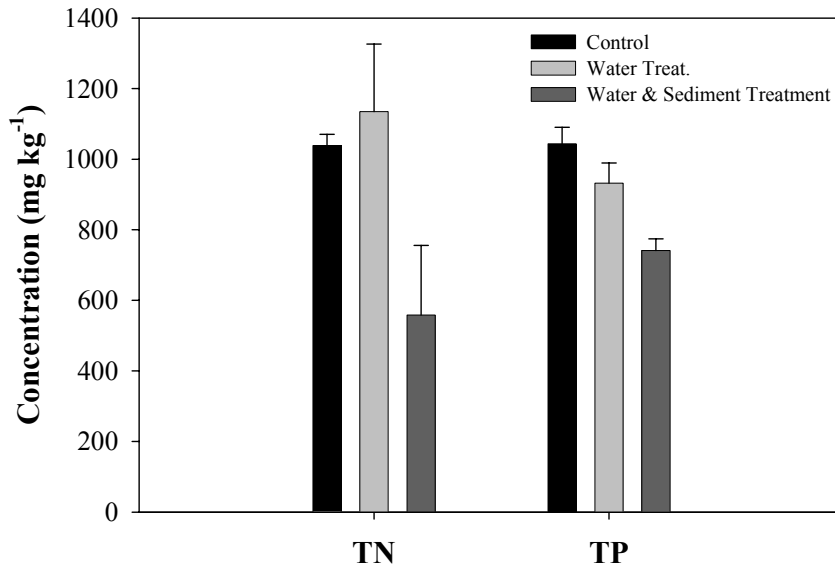 1400
1200
1000
800
600
400
200
0
Concentration (mg kg⁻¹)
Control
Water Treat.
Water & Sediment Treatment
TN TP